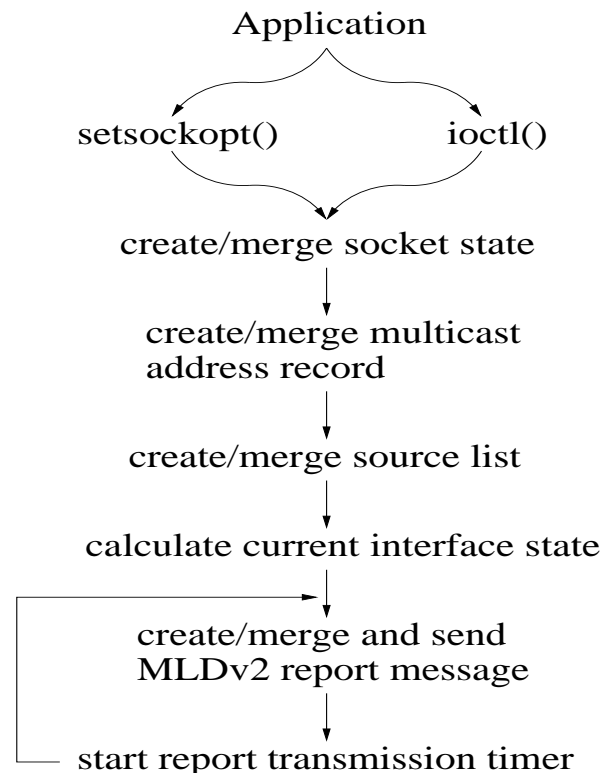 Application
setsockopt()
ioctl()
create/merge socket state
create/merge multicast
address record
create/merge source list
calculate current interface state
create/merge and send
MLDv2 report message
start report transmission timer